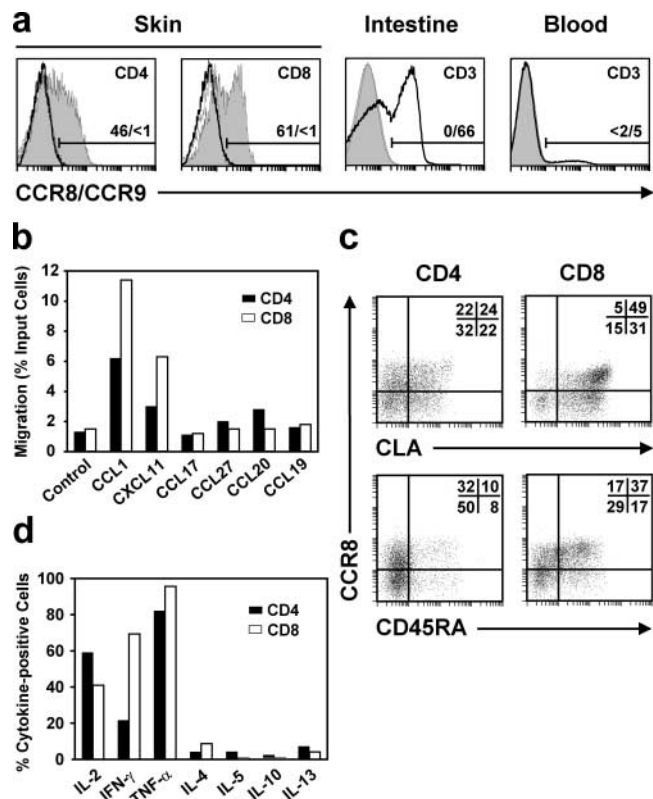 a
Skin
Intestine
Blood
CD4
46/<1
CD8
61/<1
CD3
0/66
CD3
<2/5
CCR8/CCR9
b
Migration (% Input Cells)
12
10
8
6
4
2
0
CD4
CD8
Control
CCL1
CXCL11
CCL17
CCL27
CCL20
CCL19
c
CD4
CD8
22 24
32 22
5 49
15 31
CLA
32 10
50 8
17 37
29 17
CCR8
CD45RA
d
% Cytokine-positive Cells
100
80
60
40
20
0
CD4
CD8
IL-2
IFN-γ
TNF-α
IL-4
IL-5
IL-10
IL-13